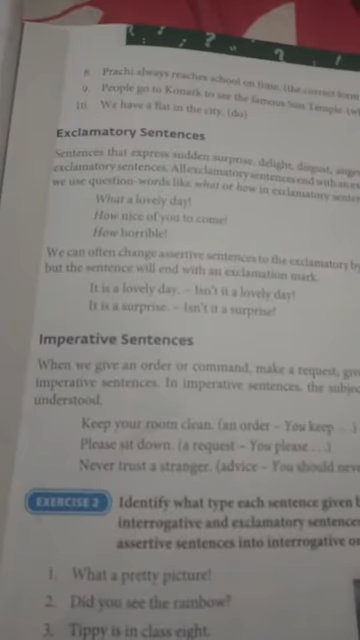 8. Prachi always reaches school on time. (the correct form
9. People go to Konark to see the famous Sun Temple.
10. We have a flat in the city. (do)
Exclamatory Sentences
Sentences that express sudden surprise, delight, disgust, anger
exclamatory sentences. All exclamatory sentences end with an
we use question-words like what or how in exclamatory
What a lovely day!
How nice of you to come!
How horrible!
We can often change assertive sentences to the exclamatory by
but the sentence will end with an exclamation mark.
It is a lovely day. – Isn't it a lovely day!
It is a surprise. – Isn't it a surprise!
Imperative Sentences
When we give an order or command, make a request,
imperative sentences. In imperative sentences, the
understood.
Keep your room clean. (an order – You keep ...)
Please sit down. (a request – You please ...)
Never trust a stranger. (advice – You should
EXERCISE 2 Identify what type each sentence given
interrogative and exclamatory
assertive sentences into interrogative
1. What a pretty picture!
2. Did you see the rainbow?
3. Tippy is in class eight.